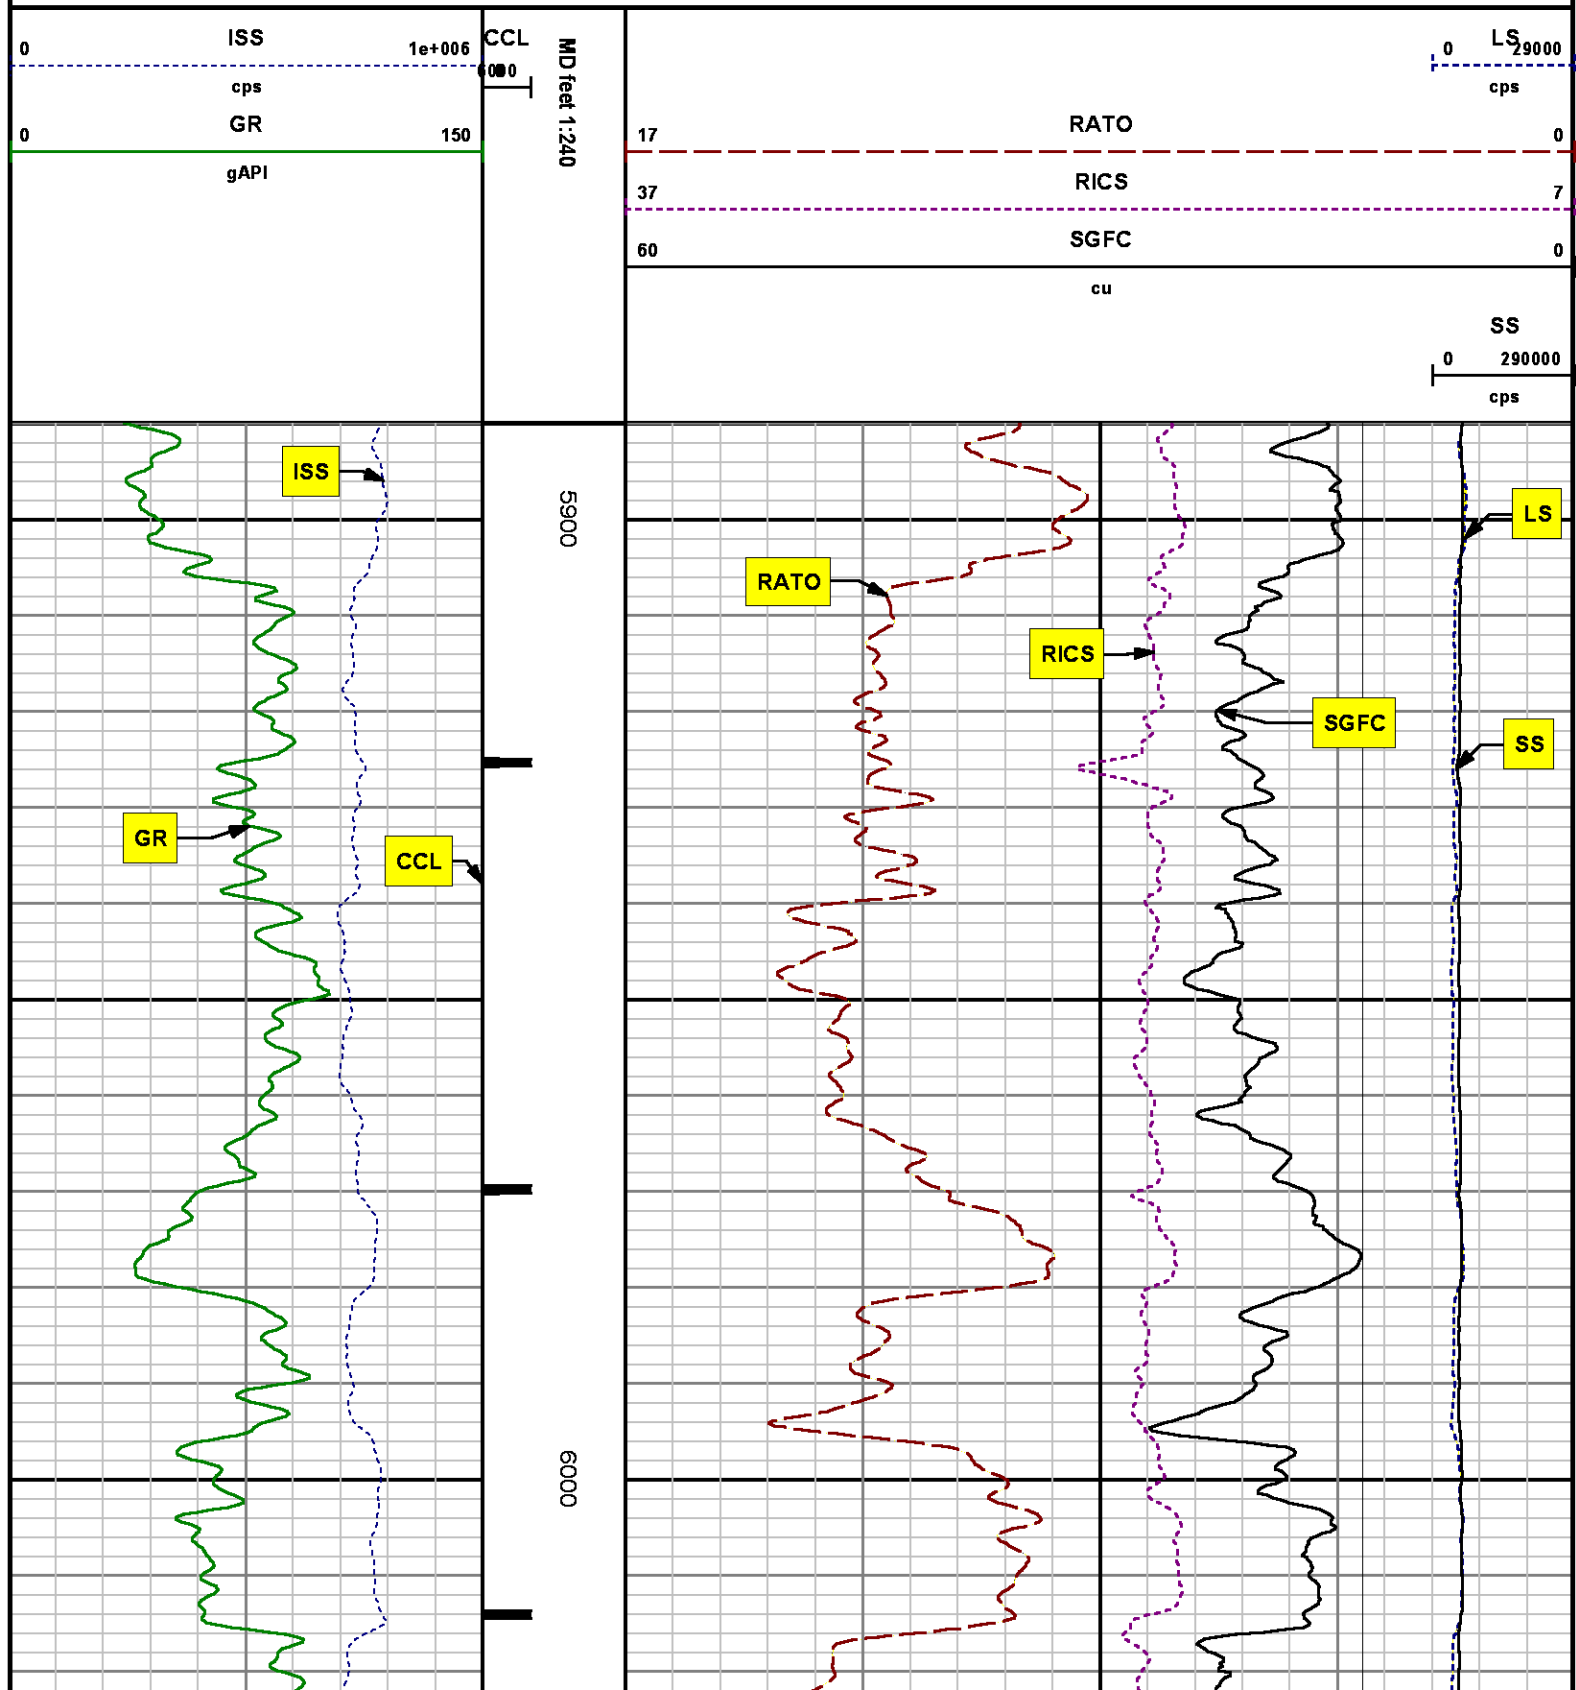 ISS
0 1e+006
cps
GR
0 150
gAPI
CCL
MD feet 1:240
LS
0 29000
cps
RATO
17 0
RICS
37 7
SGFC
60 0
cu
SS
0 290000
cps
ISS
5900
LS
RATO
RICS
SGFC
SS
GR
CCL
6000